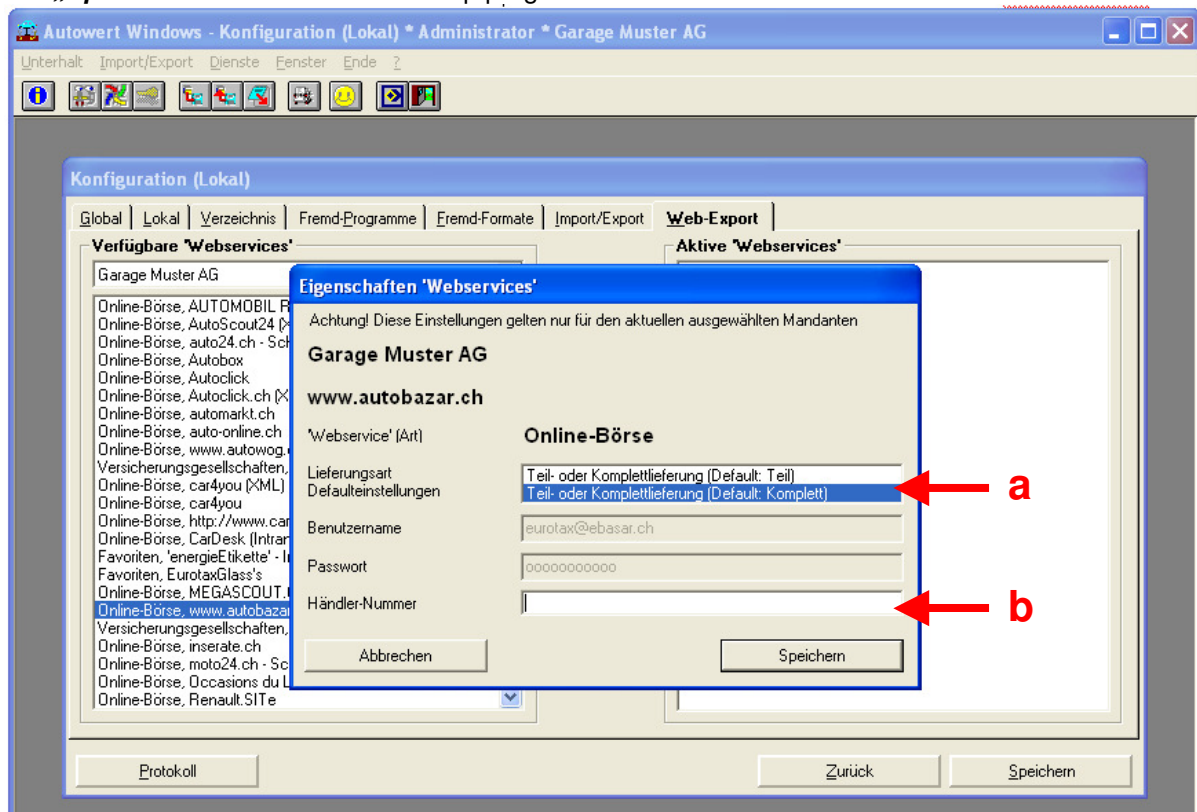 Autowert Windows - Konfiguration (Lokal) * Administrator * Garage Muster AG
Unterhalt Import/Export Dienste Fenster Ende ?
Konfiguration (Lokal)
Global Lokal Verzeichnis Fremd-Programme Fremd-Formate Import/Export Web-Export
Verfügbare 'Webservices'
Aktive 'Webservices'
Garage Muster AG
Online-Börse, AUTOMOBIL
Online-Börse, AutoScout24
Online-Börse, auto24.ch -
Online-Börse, Autobox
Online-Börse, Autoclick
Online-Börse, Autoclick.ch
Online-Börse, automarkt.ch
Online-Börse, auto-online.ch
Online-Börse, www.autowog.
Versicherungsgesellschaften,
Online-Börse, car4you (XML)
Online-Börse, car4you
Online-Börse, http://www.car
Online-Börse, CarDesk (Intran
Favoriten, 'energieEtikette' -
Favoriten, EurotaxGlass's
Online-Börse, MEGASCOUT.
Online-Börse, www.autobazar
Versicherungsgesellschaften,
Online-Börse, inserate.ch
Online-Börse, moto24.ch - Sc
Online-Börse, Occasions du L
Online-Börse, Renault.SITe
Eigenschaften 'Webservices'
Achtung! Diese Einstellungen gelten nur für den aktuellen ausgewählten Mandanten
Garage Muster AG
www.autobazar.ch
'Webservice' (Art) Online-Börse
Lieferungsart
Defaulteinstellungen
Teil- oder Komplettlieferung (Default: Teil)
Teil- oder Komplettlieferung (Default: Komplett)
a
Benutzername eurotax@ebasar.ch
Passwort ooooooooooo
Händler-Nummer
b
Abbrechen Speichern
Protokoll Zurück Speichern